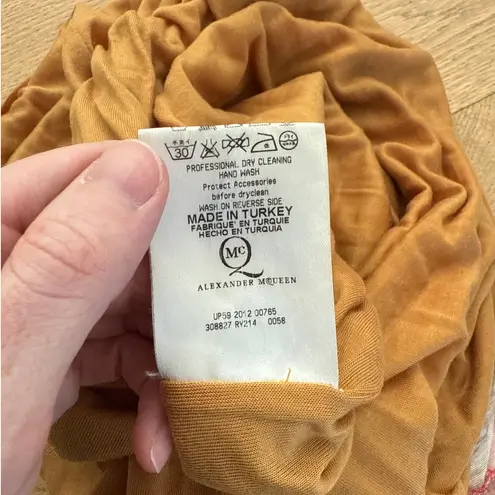 30
PROFESSIONAL DRY CLEANING
HAND WASH
Protect Accessories
before dryclean
WASH ON REVERSE SIDE
MADE IN TURKEY
FABRIQUE' EN TURQUIE
HECHO EN TURQUIA
McQ
ALEXANDER MCQUEEN
UP59 2012 00765
308827 RY214 0058